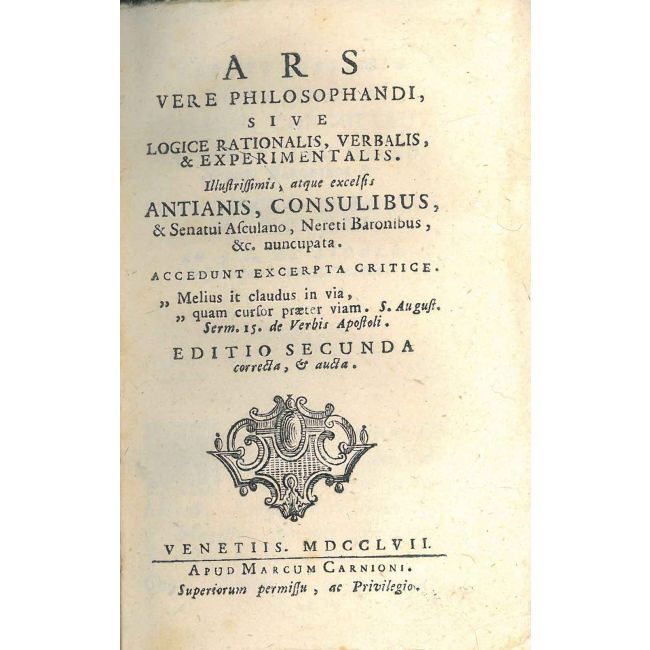 ARS
VERE PHILOSOPHANDI,
SIVE
LOGICE RATIONALIS, VERBALIS,
& EXPERIMENTALIS.
Illuſtriſſimis, atque excelſis
ANTIANIS, CONSULIBUS,
& Senatui Aſculano, Nereti Baronibus,
&c. nuncupata.
ACCEDUNT EXCERPTA CRITICE.
„ Melius it claudus in via,
„ quam curſor præter viam. S. Auguſt.
Serm. 15. de Verbis Apoſtoli.
EDITIO SECUNDA
correcta, & aucta.
VENETIIS. MDCCLVII.
APUD MARCUM CARNIONI.
Superiorum permiſſu, ac Privilegio.